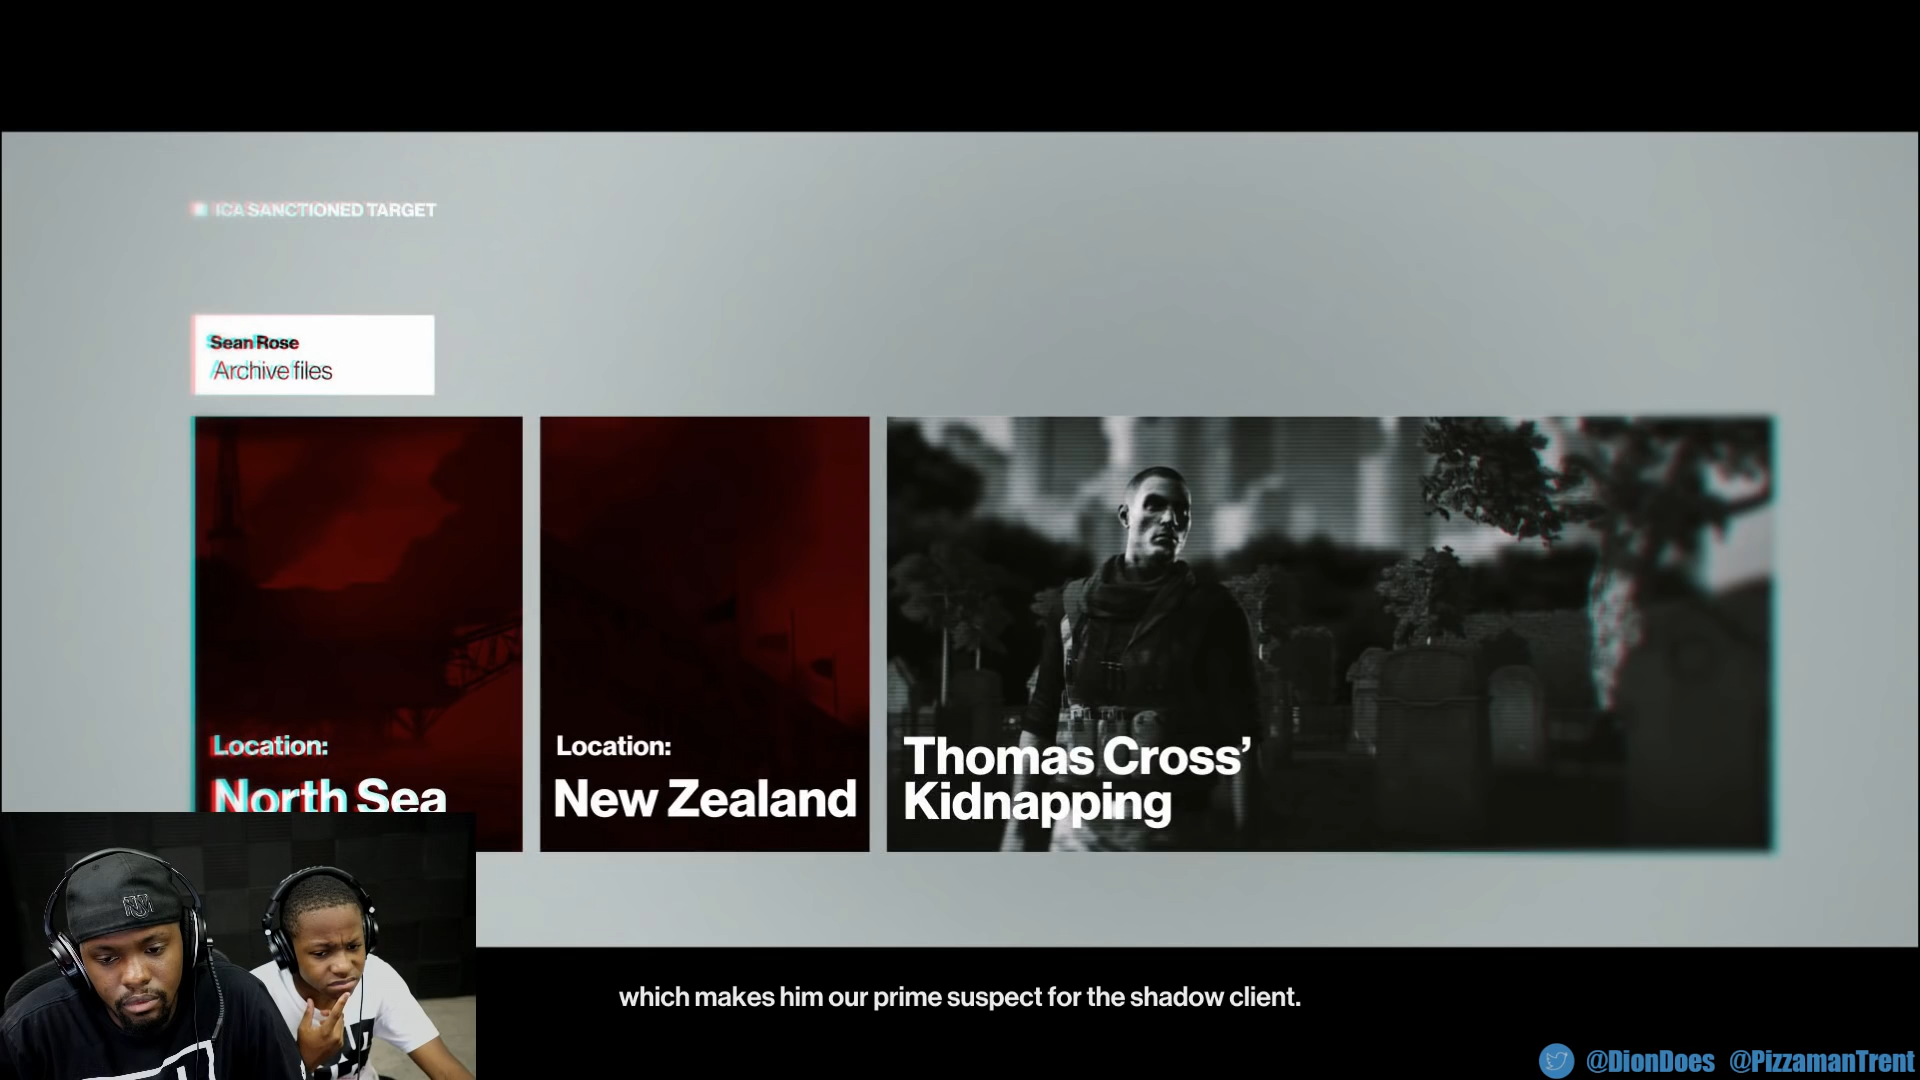 ICA SANCTIONED TARGET
Sean Rose
Archive files
Location:
North Sea
Location:
New Zealand
Thomas Cross’
Kidnapping
which makes him our prime suspect for the shadow client.
@DionDoes @PizzamanTrent